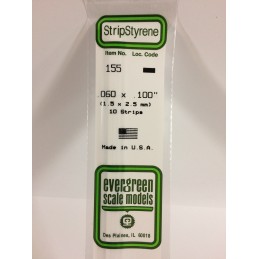 StripStyrene
Item No. Loc. Code
155
.060 x .100"
(1.5 x 2.5 mm)
10 Strips
Made in U.S.A.
evergreen
scale models
Des Plaines, IL 60018